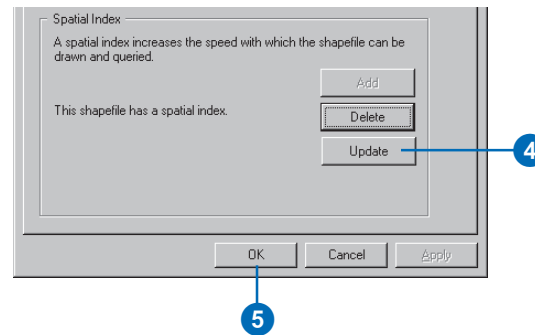 Spatial Index
A spatial index increases the speed with which the shapefile can be
drawn and queried.
Add
This shapefile has a spatial index.
Delete
Update
4
OK
Cancel
Apply
5